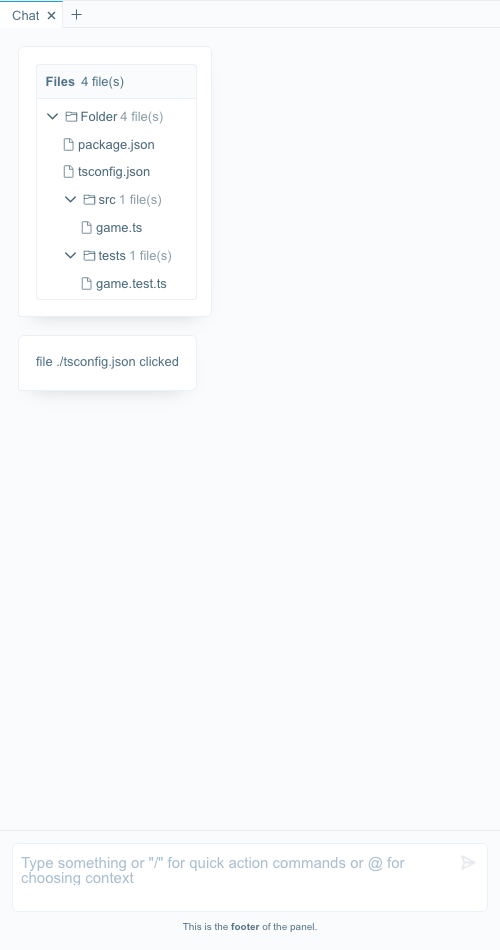 Chat
Files 4 file(s)
Folder 4 file(s)
package.json
tsconfig.json
src 1 file(s)
game.ts
tests 1 file(s)
game.test.ts
file ./tsconfig.json clicked
Type something or "/" for quick action commands or @ for
choosing context
This is the footer of the panel.